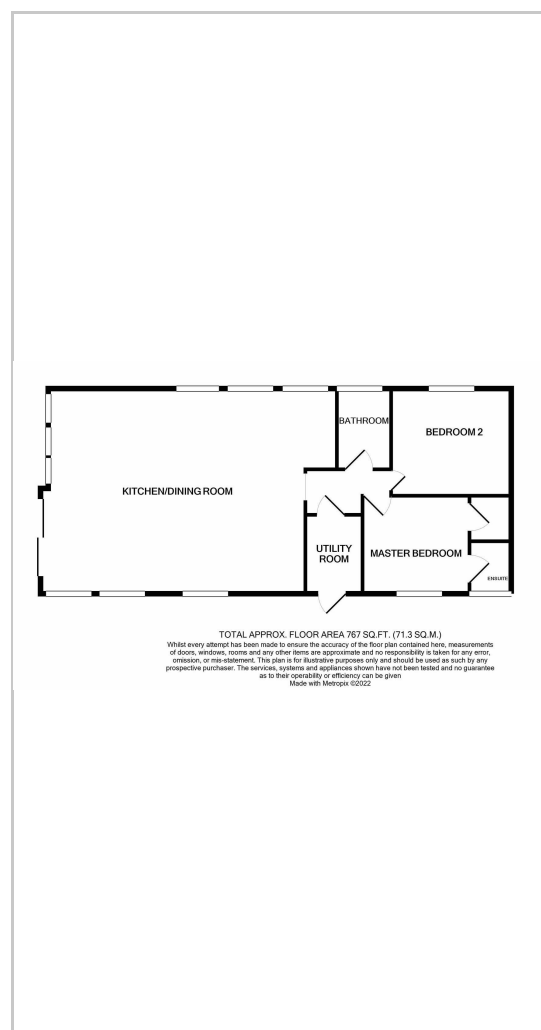 BATHROOM
BEDROOM 2
KITCHEN/DINING ROOM
UTILITY
ROOM
MASTER BEDROOM
ENSUITE
TOTAL APPROX. FLOOR AREA 767 SQ.FT. (71.3 SQ.M.)
Whilst every attempt has been made to ensure the accuracy of the floor plan contained here, measurements
of doors, windows, rooms and any other items are approximate and no responsibility is taken for any error,
omission, or mis-statement. This plan is for illustrative purposes only and should be used as such by any
prospective purchaser. The services, systems and appliances shown have not been tested and no guarantee
as to their operability or efficiency can be given
Made with Metropix ©2022